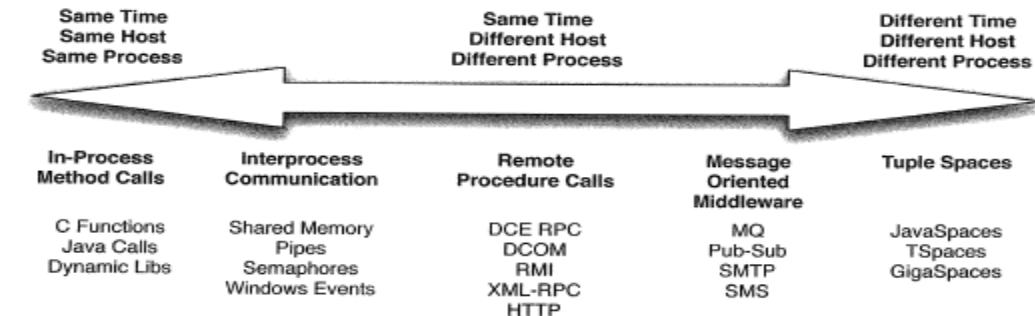 Same Time
Same Host
Same Process
Same Time
Different Host
Different Process
Different Time
Different Host
Different Process
In-Process
Method Calls
C Functions
Java Calls
Dynamic Libs
Interprocess
Communication
Shared Memory
Pipes
Semaphores
Windows Events
Remote
Procedure Calls
DCE RPC
DCOM
RMI
XML-RPC
HTTP
Message
Oriented
Middleware
MQ
Pub-Sub
SMTP
SMS
Tuple Spaces
JavaSpaces
TSpaces
GigaSpaces